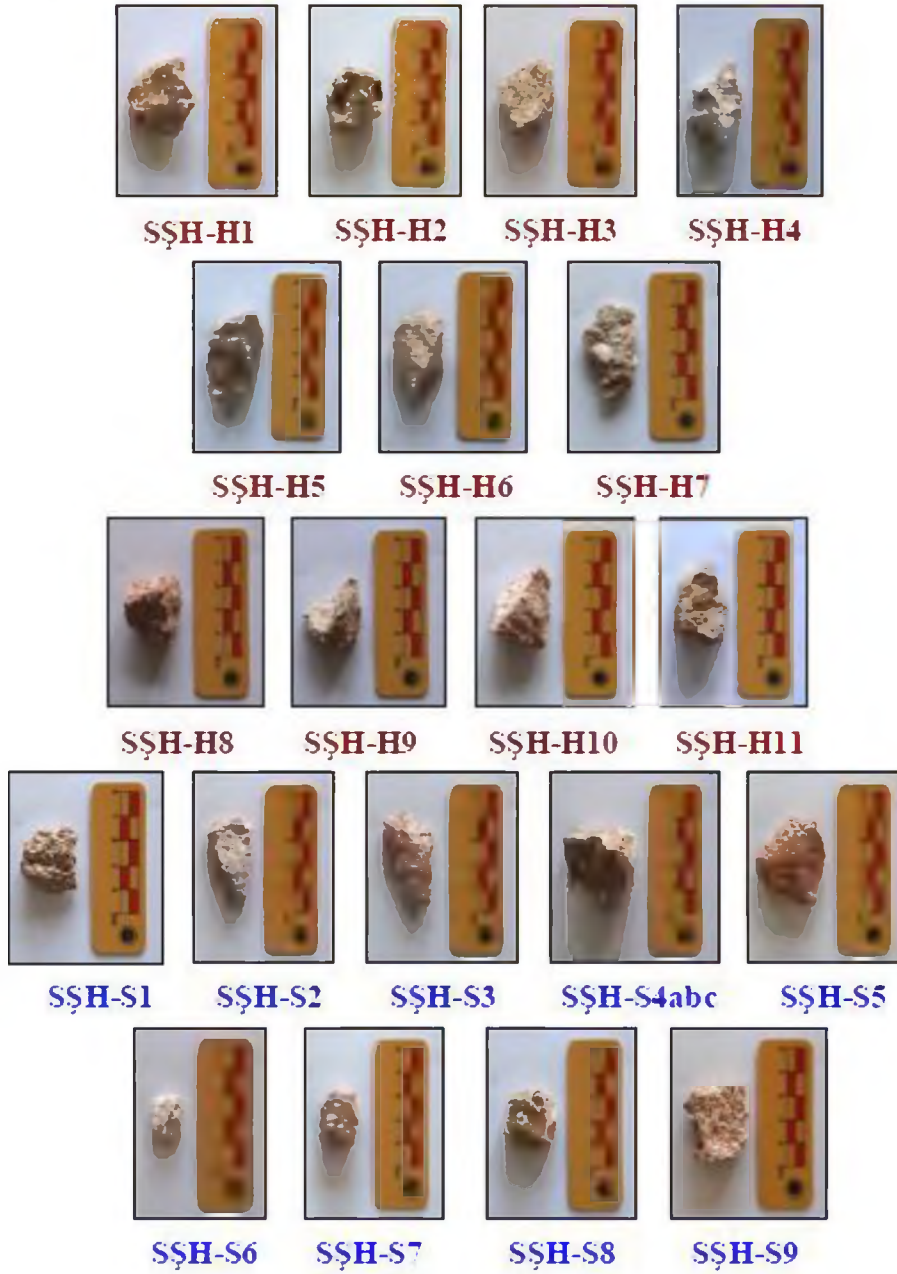 SŞH-H1 SŞH-H2 SŞH-H3 SŞH-H4
SŞH-H5 SŞH-H6 SŞH-H7
SŞH-H8 SŞH-H9 SŞH-H10 SŞH-H11
SŞH-S1 SŞH-S2 SŞH-S3 SŞH-S4abc SŞH-S5
SŞH-S6 SŞH-S7 SŞH-S8 SŞH-S9